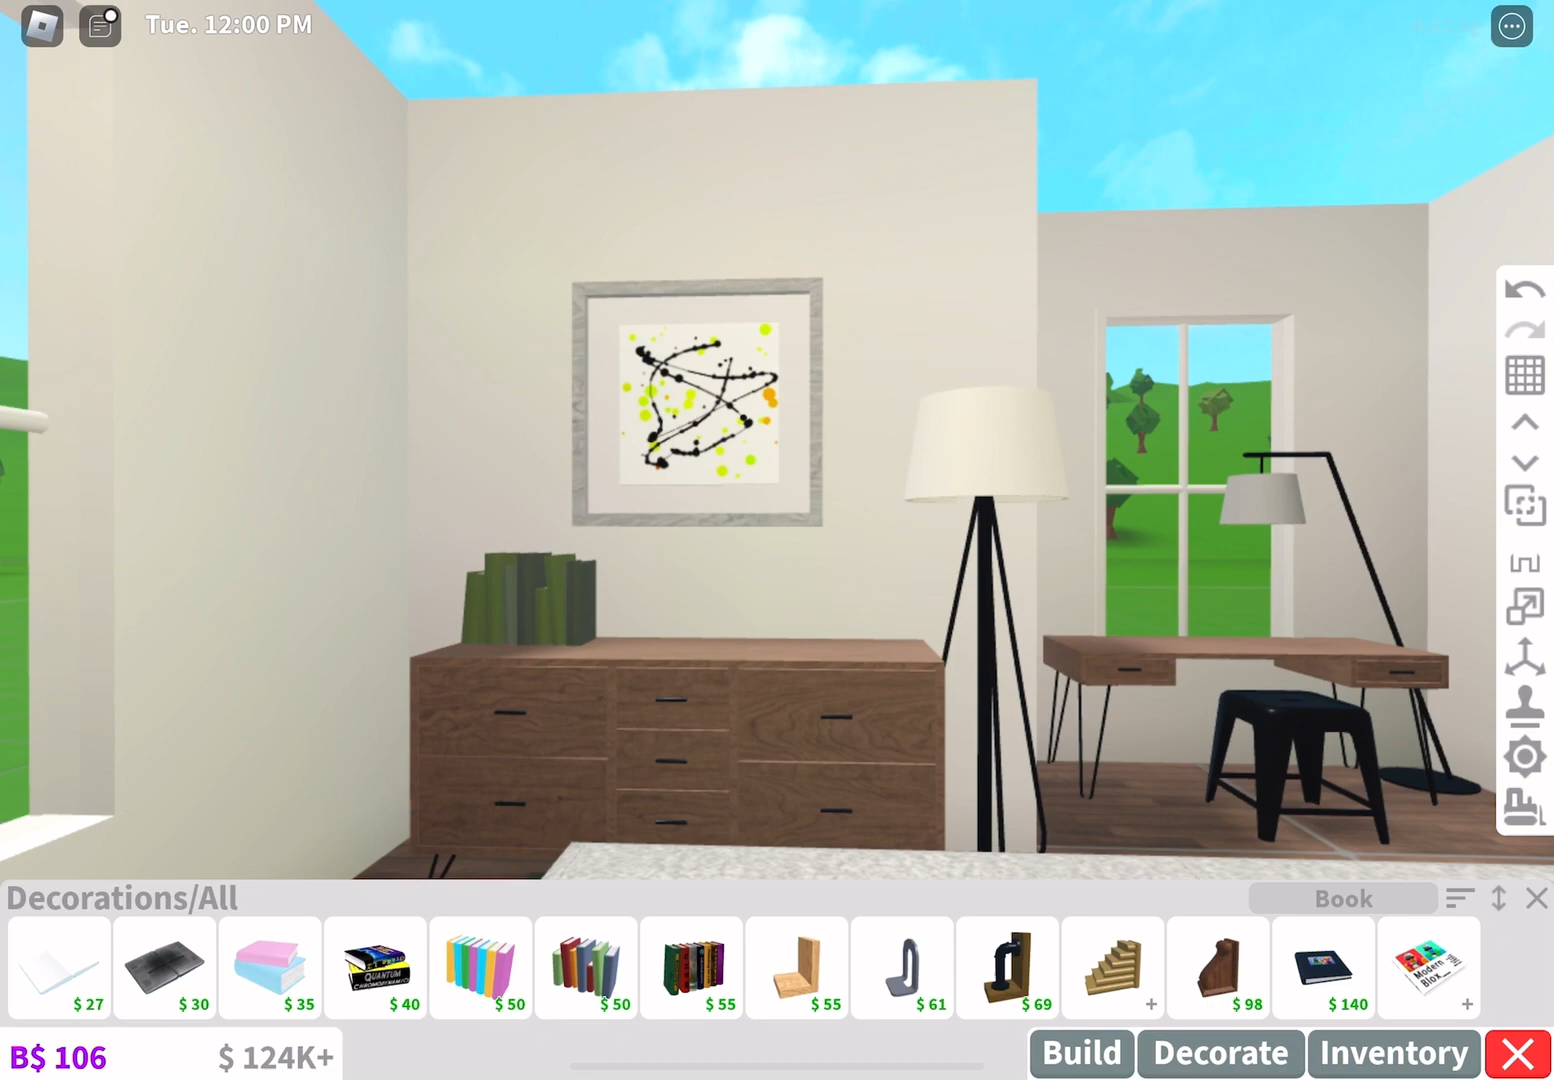 Tue. 12:00 PM
Decorations/All
Book
$ 27
$ 30
QUANTUM
CHROMODYNAMICS
$ 35
$ 40
$ 50
$ 50
$ 55
$ 55
$ 61
$ 69
+
$ 98
$ 140
Modern
Blox
+
B$ 106
$ 124K+
Build
Decorate
Inventory